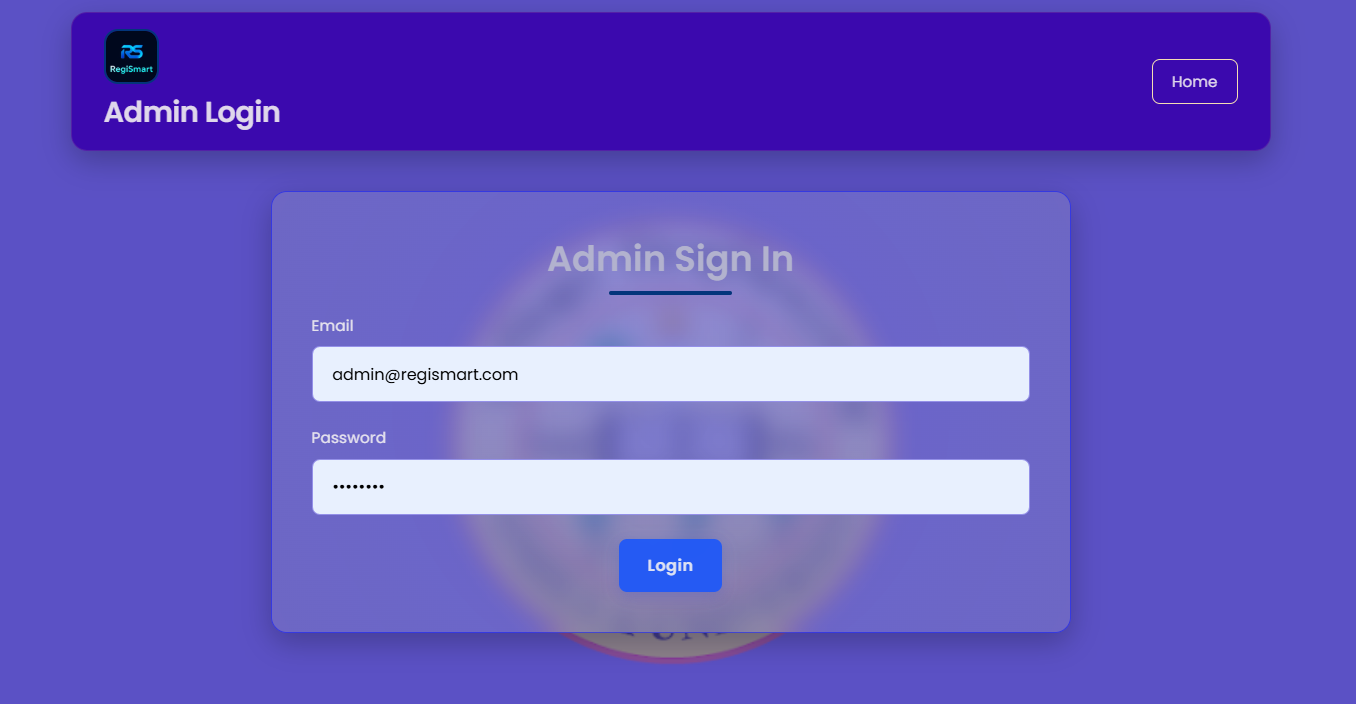 RS
RegiSmart
Admin Login
Home
Admin Sign In
Email
admin@regismart.com
Password
••••••••
Login